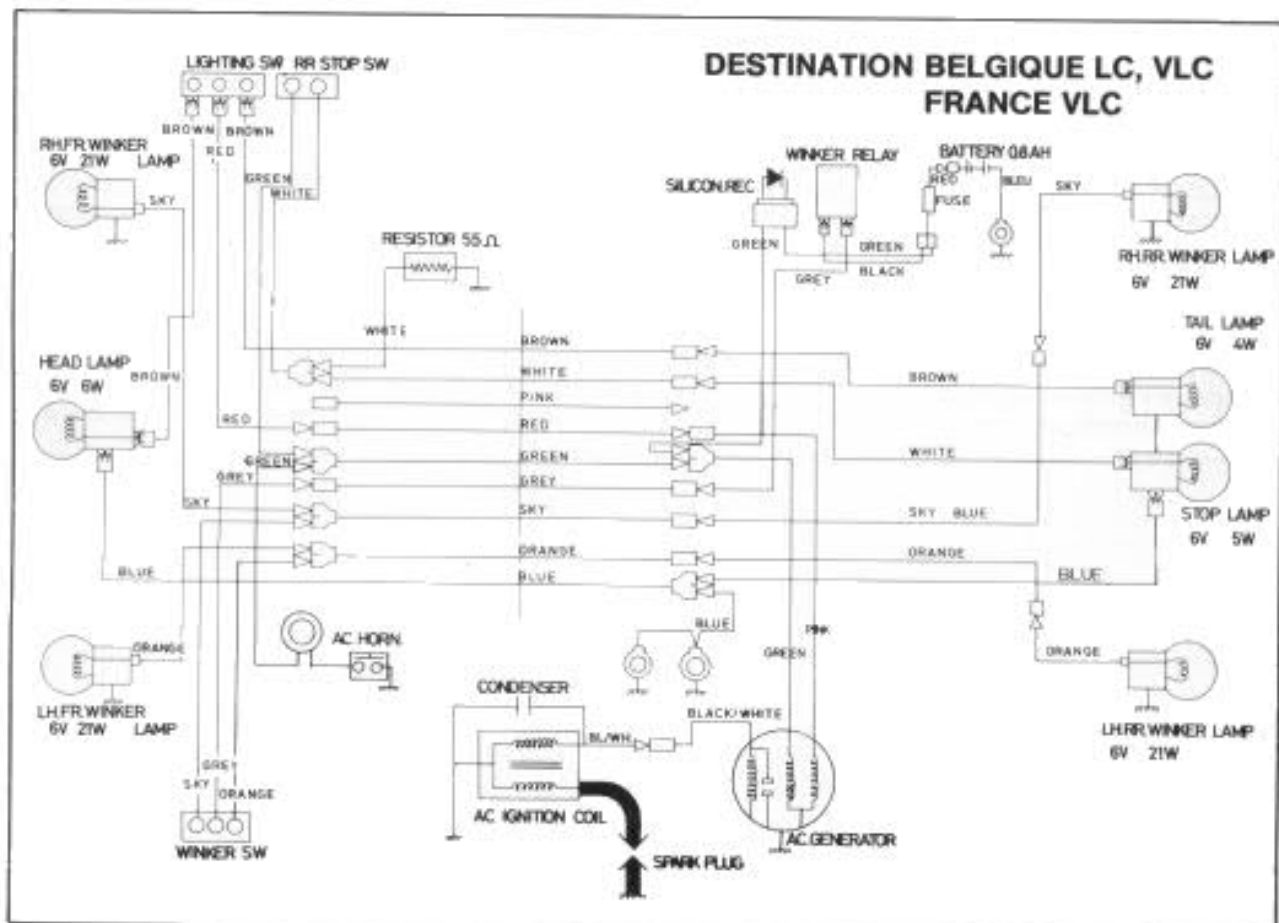 DESTINATION BELGIQUE LC, VLC
FRANCE VLC
LIGHTING SW
RR STOP SW
BROWN
RED
BROWN
GREEN
WHITE
RH.FR.WINKER
6V 21W LAMP
SKY
RESISTOR 55Ω
WHITE
SILICON.REC
WINKER RELAY
BATTERY 0.8AH
RED
FUSE
BLEU
GREEN
GREEN
BLACK
GREY
SKY
RH.RR.WINKER LAMP
6V 21W
HEAD LAMP
6V 6W
BROWN
BROWN
WHITE
PINK
RED
RED
GREEN
GREEN
GREY
GREY
SKY
SKY
ORANGE
BLUE
BLUE
BROWN
WHITE
SKY BLUE
ORANGE
BLUE
TAIL LAMP
6V 4W
STOP LAMP
6V 5W
ORANGE
AC HORN
BLUE
PINK
GREEN
ORANGE
LH.FR.WINKER
6V 21W LAMP
LH.RR.WINKER LAMP
6V 21W
CONDENSER
BL/WH
BLACK/WHITE
AC IGNITION COIL
AC.GENERATOR
SPARK PLUG
SKY
GREY
ORANGE
WINKER SW